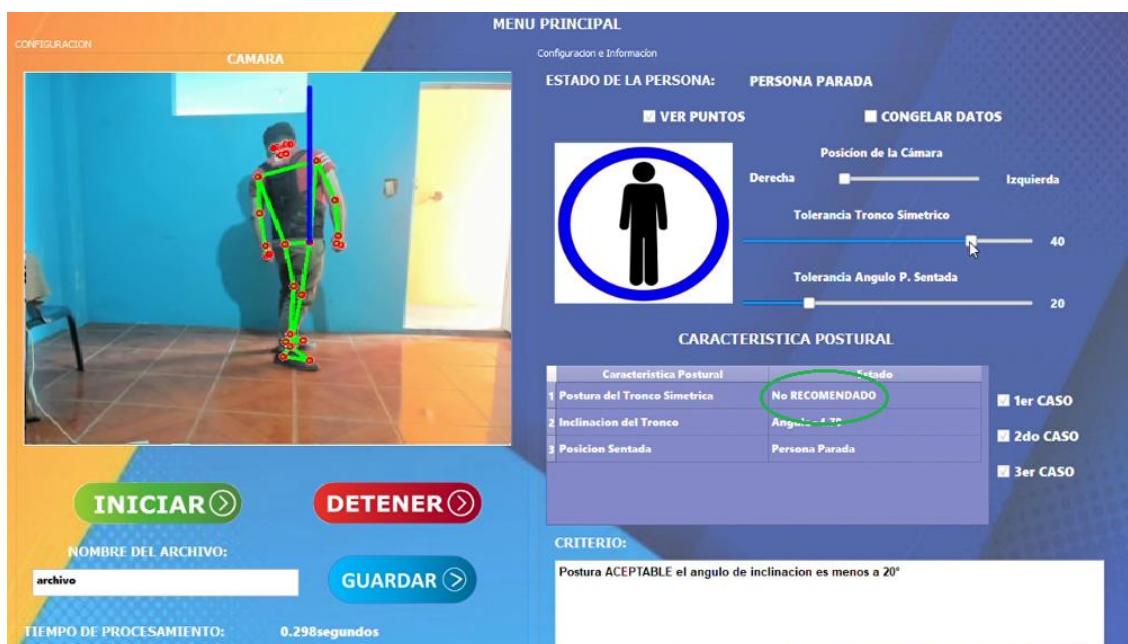 MENU PRINCIPAL
CONFIGURACION
CAMARA
Configuracion e Informacíon
ESTADO DE LA PERSONA: PERSONA PARADA
VER PUNTOS CONGELAR DATOS
Posicíon de la Cámara
Derecha Izquierda
Tolerancia Tronco Simetrico
40
Tolerancia Angulo P. Sentada
20
CARACTERISTICA POSTURAL
Caracteristica Postural Estado
1 Postura del Tronco Simetrica No RECOMENDADO
2 Inclinacion del Tronco
3 Posicion Sentada Persona Parada
1er CASO
2do CASO
3er CASO
INICIAR DETENER
NOMBRE DEL ARCHIVO:
archivo
GUARDAR
TIEMPO DE PROCESAMIENTO: 0.298segundos
CRITERIO:
Postura ACEPTABLE el angulo de inclinacion es menos a 20°